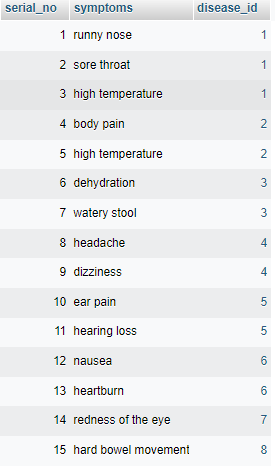 serial_no symptoms disease_id
1 runny nose 1
2 sore throat 1
3 high temperature 1
4 body pain 2
5 high temperature 2
6 dehydration 3
7 watery stool 3
8 headache 4
9 dizziness 4
10 ear pain 5
11 hearing loss 5
12 nausea 6
13 heartburn 6
14 redness of the eye 7
15 hard bowel movement 8